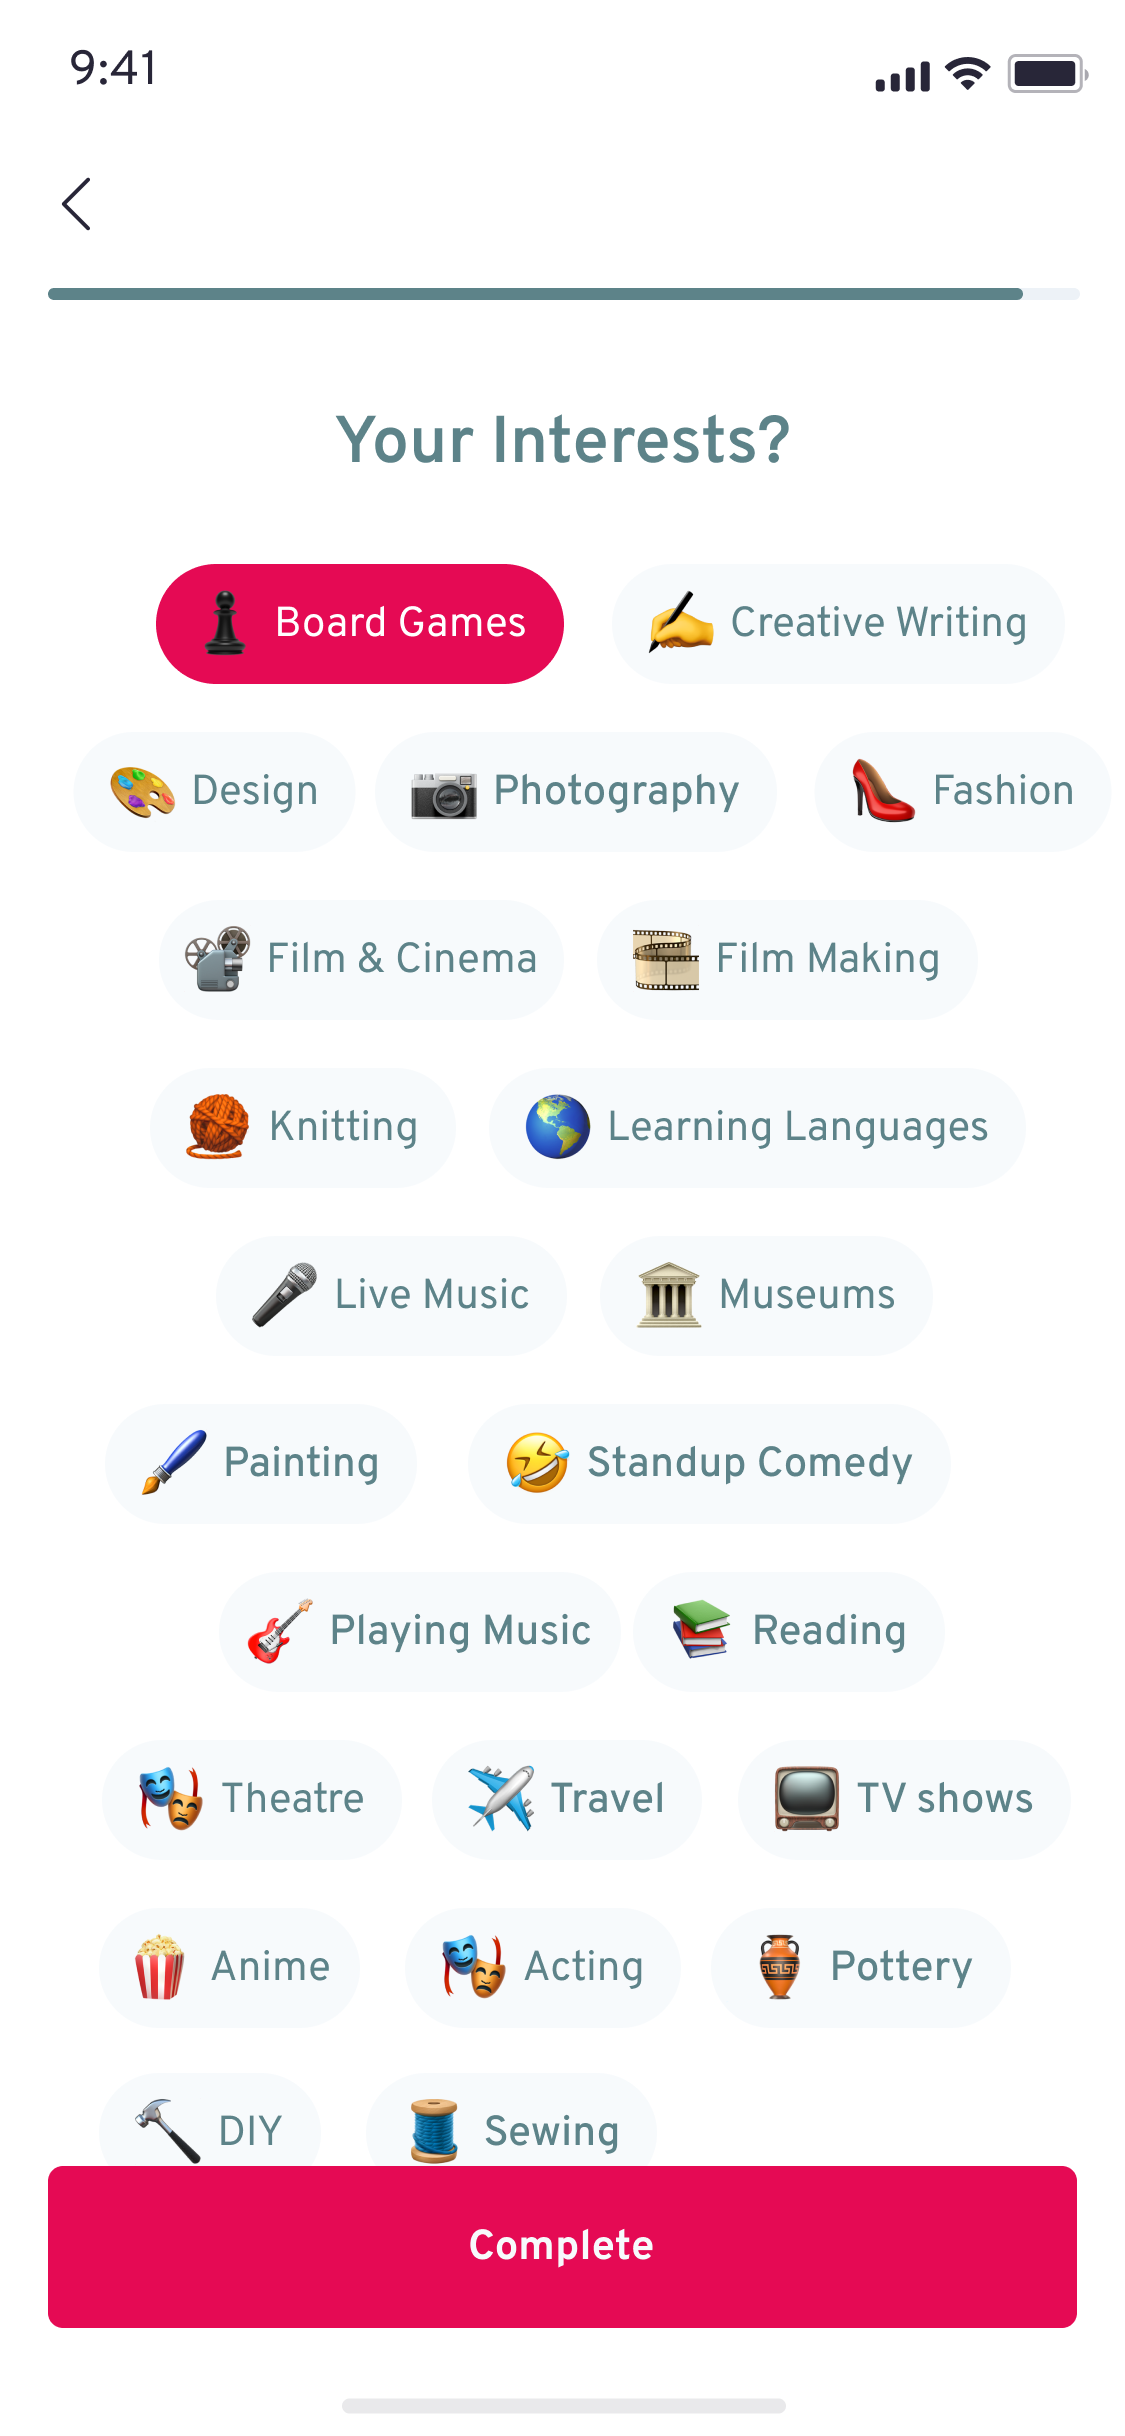 9:41
Your Interests?
Board Games Creative Writing
Design Photography Fashion
Film & Cinema Film Making
Knitting Learning Languages
Live Music Museums
Painting Standup Comedy
Playing Music Reading
Theatre Travel TV shows
Anime Acting Pottery
DIY Sewing
Complete